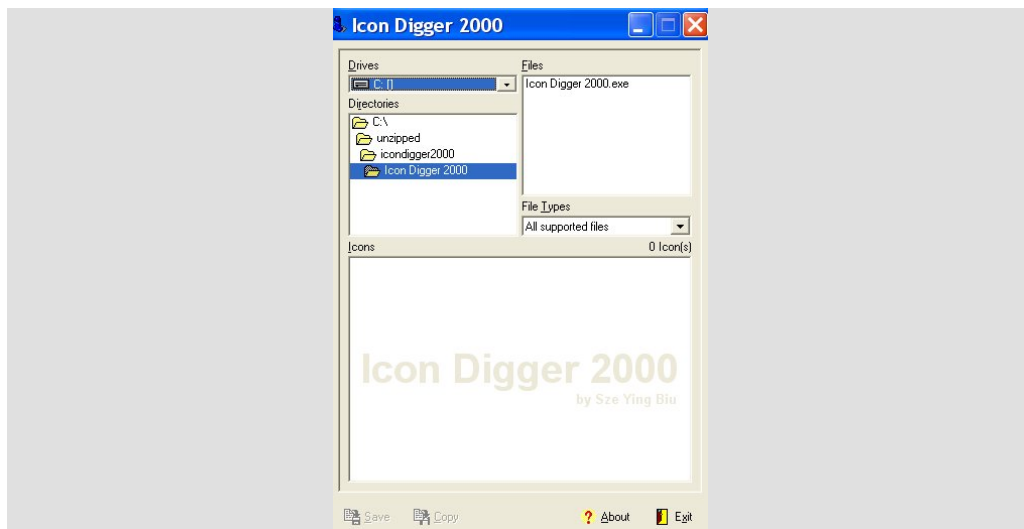 Icon Digger 2000
Drives
C: []
Directories
C:\
unzipped
icondigger2000
Icon Digger 2000
Files
Icon Digger 2000.exe
File Types
All supported files
Icons
0 Icon(s)
Icon Digger 2000
by Sze Ying Biu
Save
Copy
About
Exit